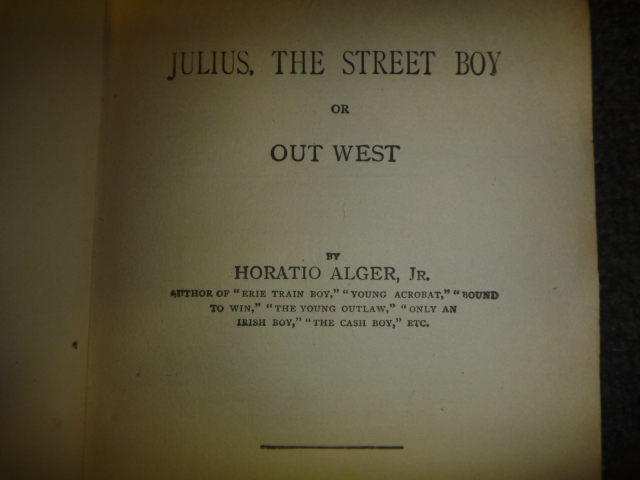 JULIUS, THE STREET BOY
OR
OUT WEST
BY
HORATIO ALGER, JR.
AUTHOR OF "ERIE TRAIN BOY," "YOUNG ACROBAT," "BOUND
TO WIN," "THE YOUNG OUTLAW," "ONLY AN
IRISH BOY," "THE CASH BOY," ETC.